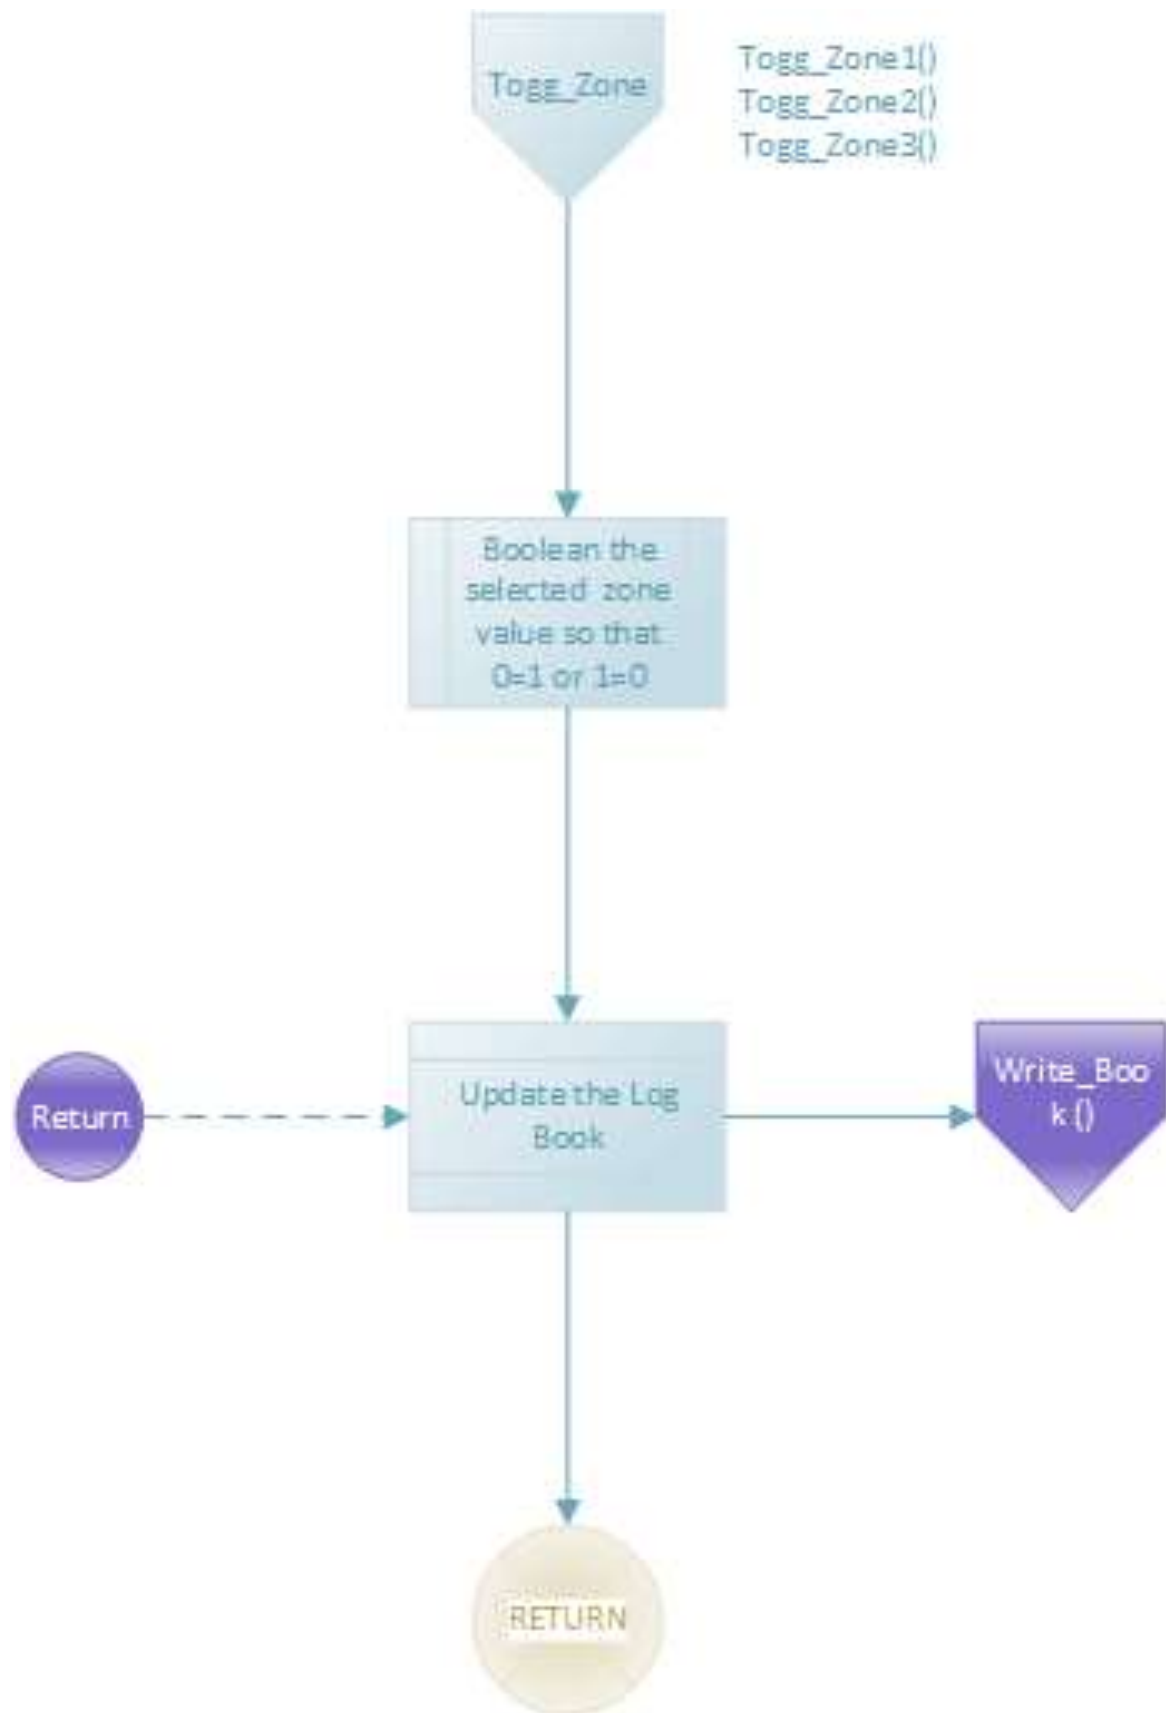 Togg_Zone
Togg_Zone1()
Togg_Zone2()
Togg_Zone3()
Boolean the
selected zone
value so that
0=1 or 1=0
Return
Update the Log
Book
Write_Boo
k ()
RETURN